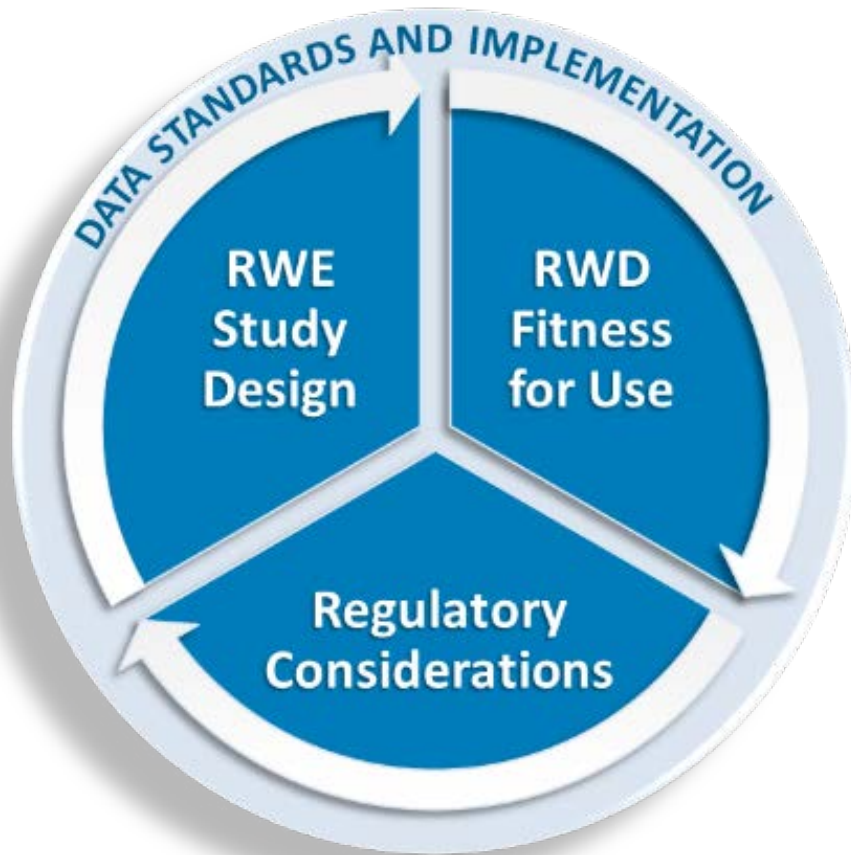 DATA STANDARDS AND IMPLEMENTATION
RWE
Study
Design
RWD
Fitness
for Use
Regulatory
Considerations